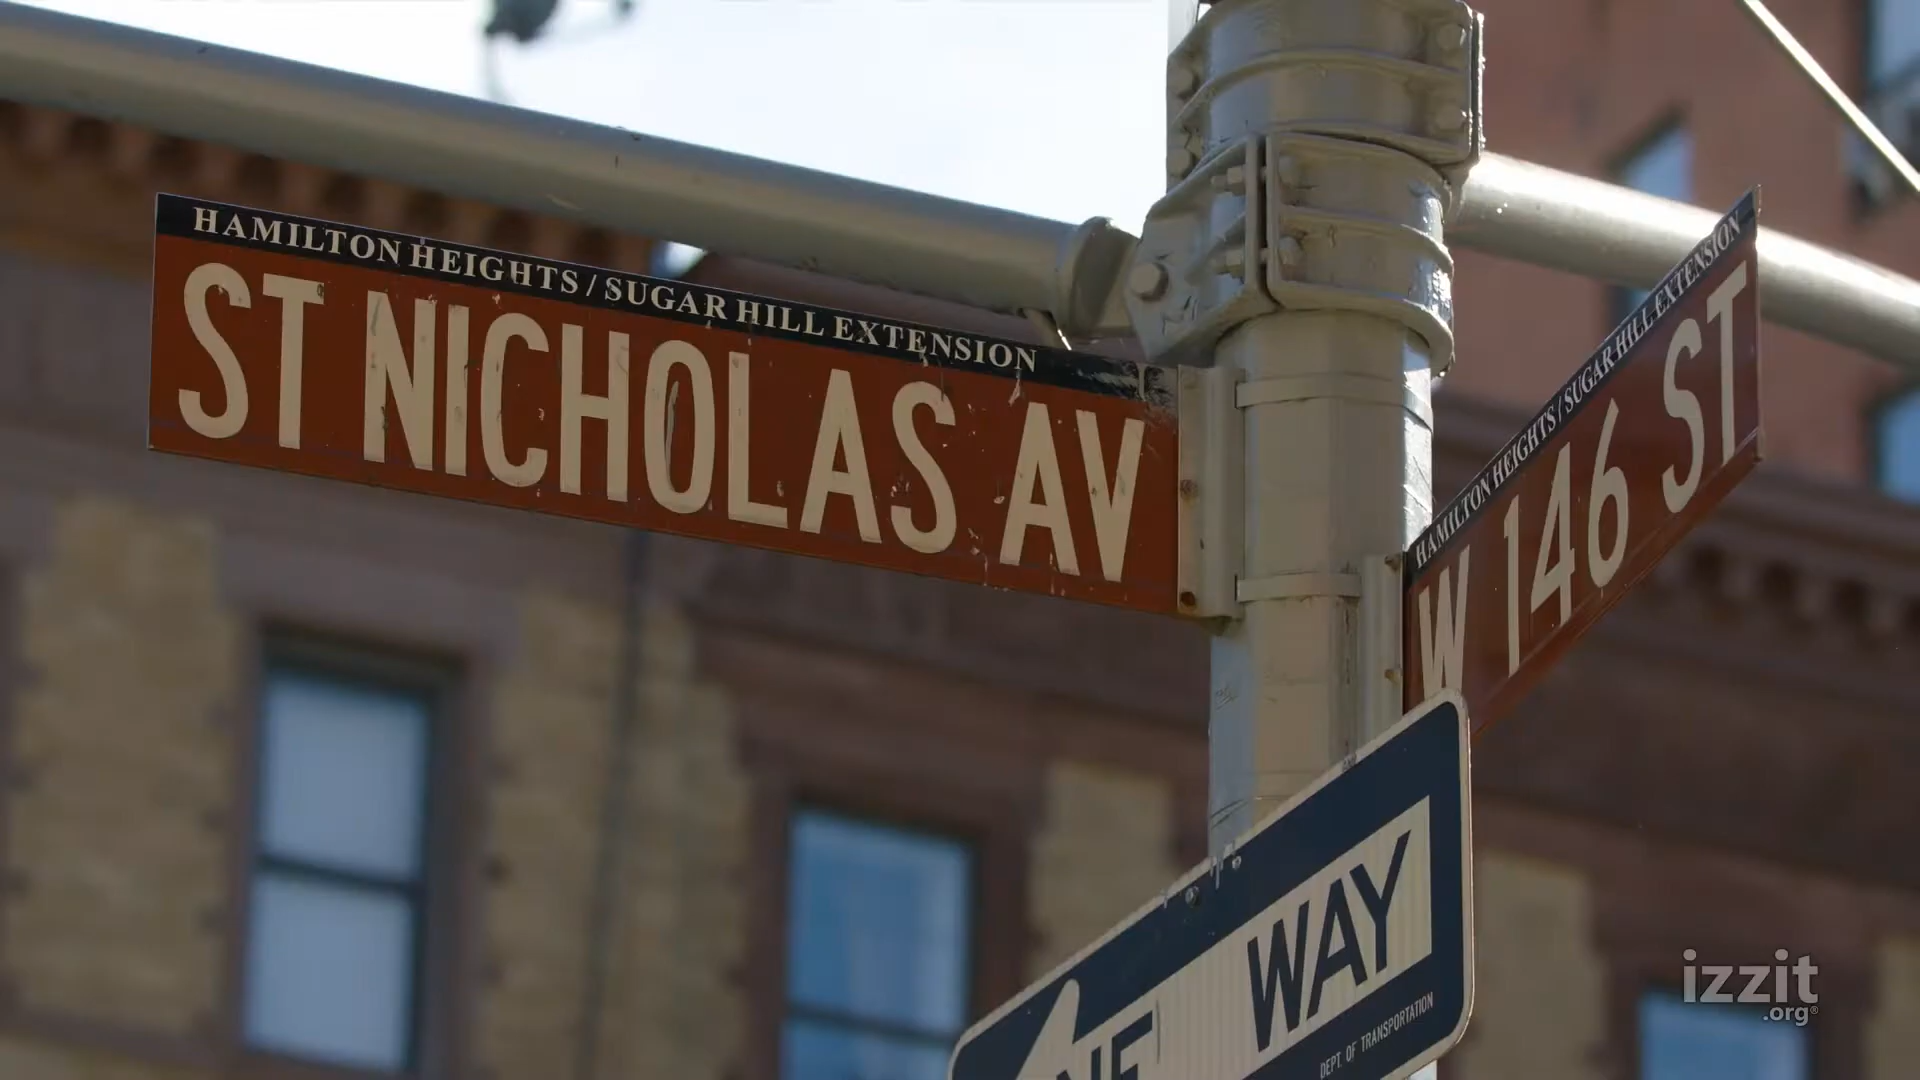 HAMILTON HEIGHTS / SUGAR HILL EXTENSION
ST NICHOLAS AV
HAMILTON HEIGHTS / SUGAR HILL EXTENSION
W 146 ST
WAY
DEPT. OF TRANSPORTATION
izzit
.org®